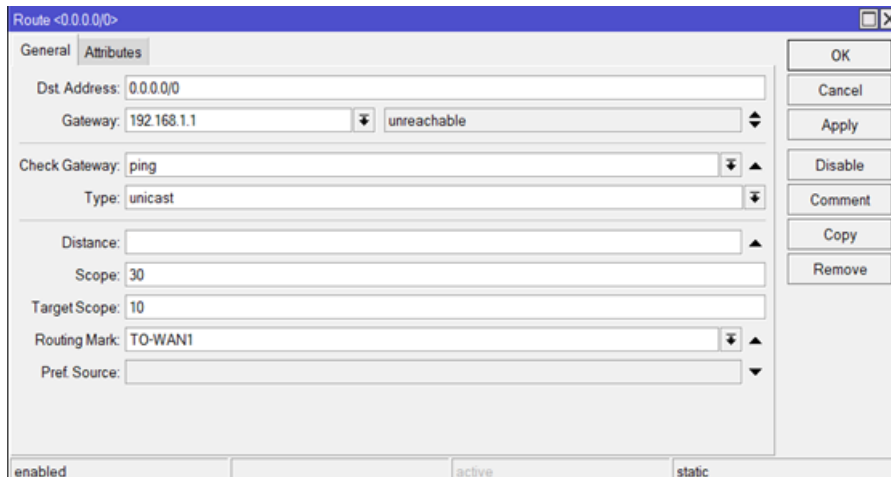 Route <0.0.0.0/0>
General Attributes
OK
Dst. Address: 0.0.0.0/0
Cancel
Gateway: 192.168.1.1 unreachable
Apply
Check Gateway: ping
Disable
Type: unicast
Comment
Distance:
Copy
Scope: 30
Remove
Target Scope: 10
Routing Mark: TO-WAN1
Pref. Source:
enabled active static